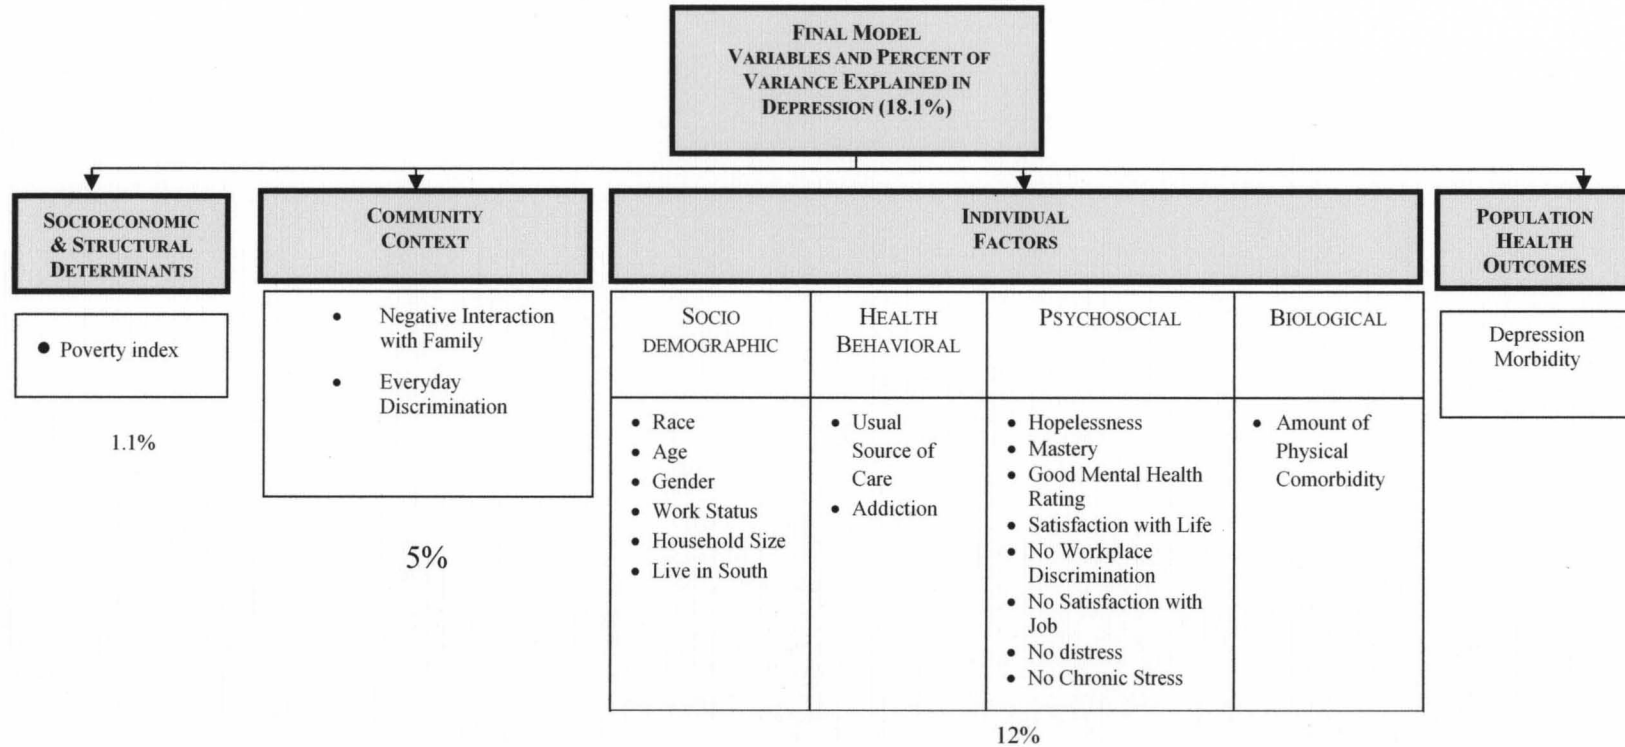 FINAL MODEL
VARIABLES AND PERCENT OF
VARIANCE EXPLAINED IN
DEPRESSION (18.1%)
SOCIOECONOMIC
& STRUCTURAL
DETERMINANTS
• Poverty index
1.1%
COMMUNITY
CONTEXT
• Negative Interaction
with Family
• Everyday
Discrimination
5%
INDIVIDUAL
FACTORS
SOCIO
DEMOGRAPHIC
• Race
• Age
• Gender
• Work Status
• Household Size
• Live in South
HEALTH
BEHAVIORAL
• Usual
Source of
Care
• Addiction
PSYCHOSOCIAL
• Hopelessness
• Mastery
• Good Mental Health
Rating
• Satisfaction with Life
• No Workplace
Discrimination
• No Satisfaction with
Job
• No distress
• No Chronic Stress
BIOLOGICAL
• Amount of
Physical
Comorbidity
12%
POPULATION
HEALTH
OUTCOMES
Depression
Morbidity